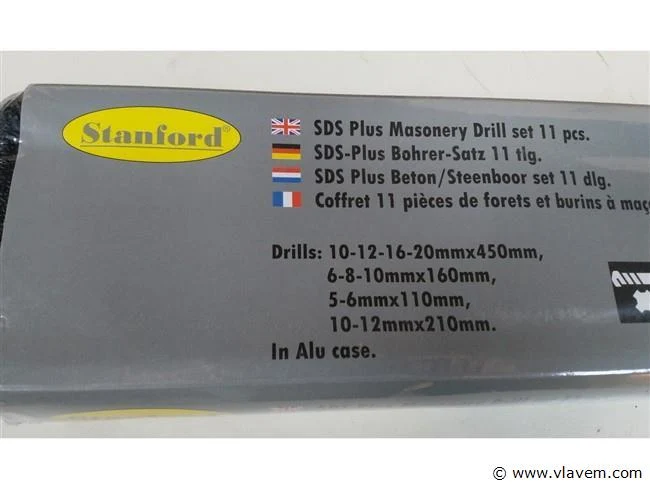 Stanford®
SDS Plus Masonery Drill set 11 pcs.
SDS-Plus Bohrer-Satz 11 tlg.
SDS Plus Beton/Steenboor set 11 dlg.
Coffret 11 pièces de forets et burins à maç
Drills: 10-12-16-20mmx450mm,
6-8-10mmx160mm,
5-6mmx110mm,
10-12mmx210mm.
In Alu case.
© www.vlavem.com